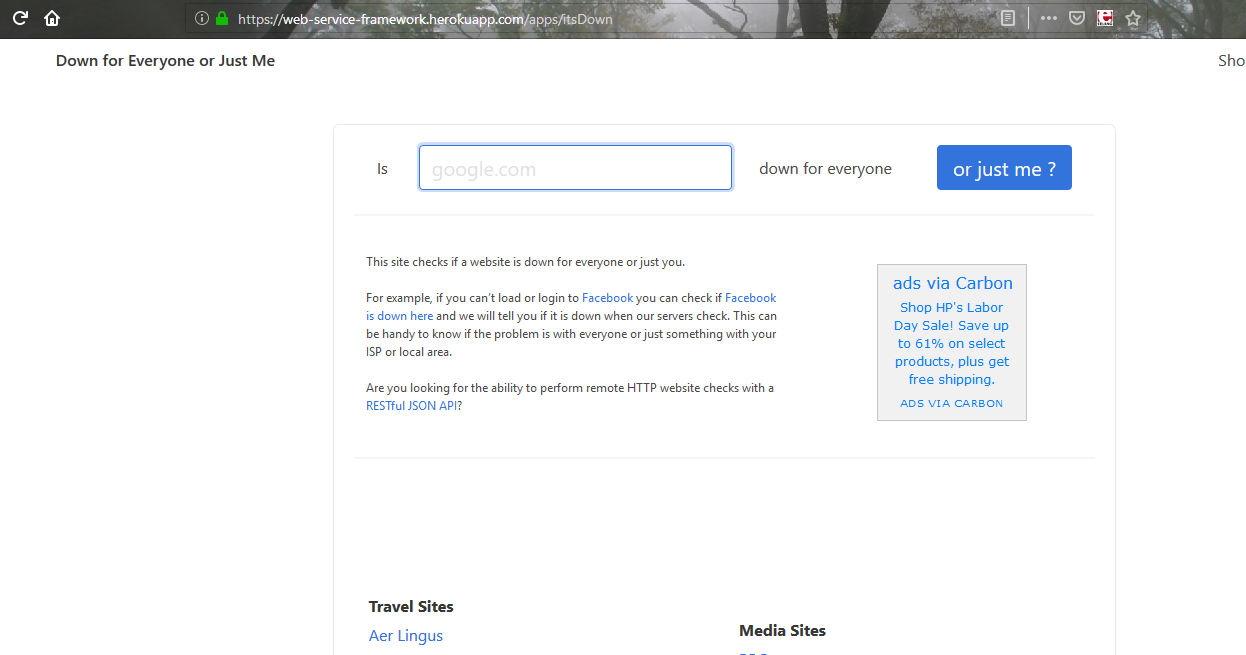 https://web-service-framework.herokuapp.com/apps/itsDown
Down for Everyone or Just Me
Sho
Is
google.com
down for everyone
or just me ?
This site checks if a website is down for everyone or just you.
For example, if you can't load or login to Facebook you can check if Facebook
is down here and we will tell you if it is down when our servers check. This can
be handy to know if the problem is with everyone or just something with your
ISP or local area.
Are you looking for the ability to perform remote HTTP website checks with a
RESTful JSON API?
ads via Carbon
Shop HP's Labor
Day Sale! Save up
to 61% on select
products, plus get
free shipping.
ADS VIA CARBON
Travel Sites
Aer Lingus
Media Sites